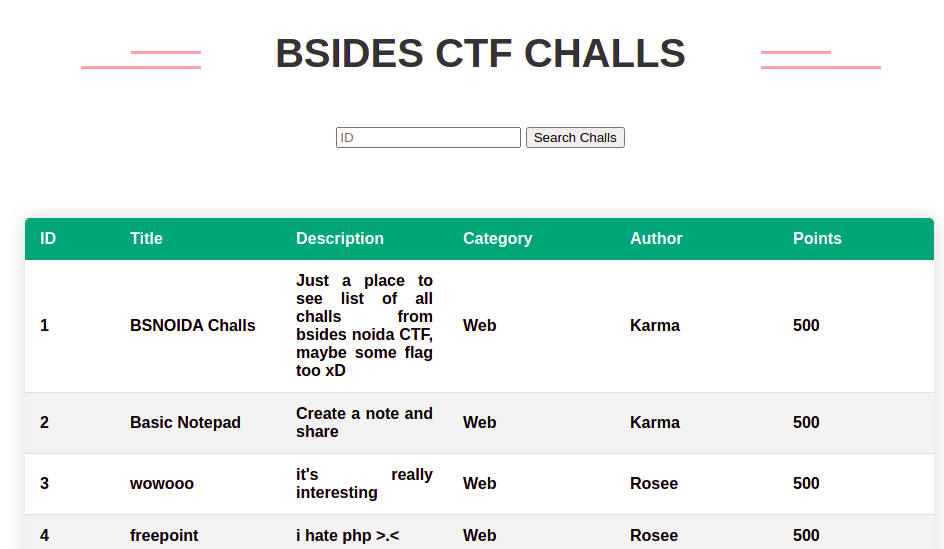 BSIDES CTF CHALLS
ID Search Challs
ID Title Description Category Author Points
1 BSNOIDA Challs Just a place to see list of all challs from bsides noida CTF, maybe some flag too xD Web Karma 500
2 Basic Notepad Create a note and share Web Karma 500
3 wowooo it's really interesting Web Rosee 500
4 freepoint i hate php >.< Web Rosee 500